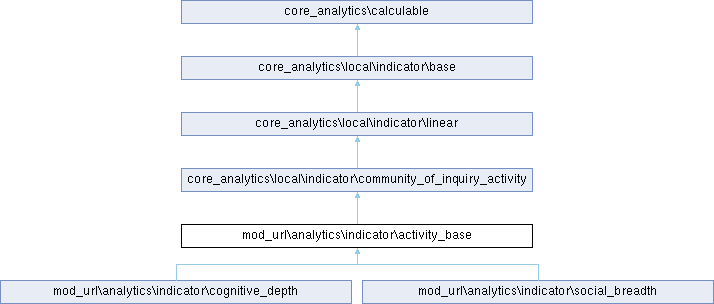 core_analytics\calculable
core_analytics\local\indicator\base
core_analytics\local\indicator\linear
core_analytics\local\indicator\community_of_inquiry_activity
mod_url\analytics\indicator\activity_base
mod_url\analytics\indicator\cognitive_depth
mod_url\analytics\indicator\social_breadth